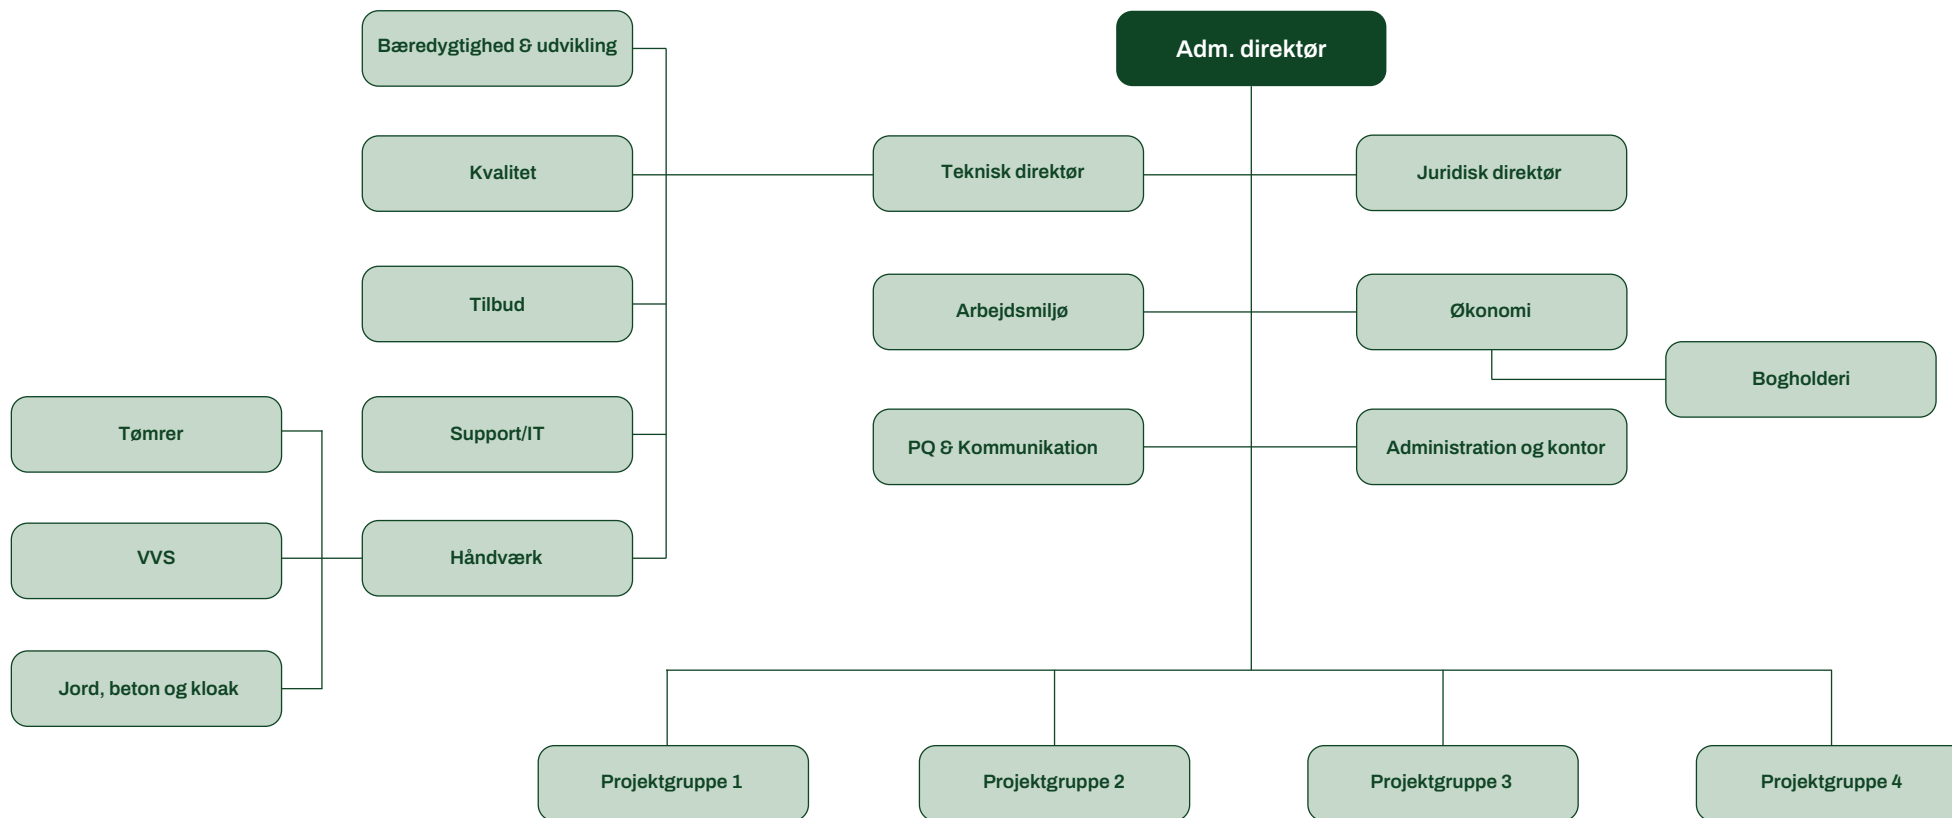 Bæredygtighed & udvikling
Adm. direktør
Kvalitet
Teknisk direktør
Juridisk direktør
Tilbud
Arbejdsmiljø
Økonomi
Bogholderi
Tømrer
Support/IT
PQ & Kommunikation
Administration og kontor
VVS
Håndværk
Jord, beton og kloak
Projektgruppe 1
Projektgruppe 2
Projektgruppe 3
Projektgruppe 4